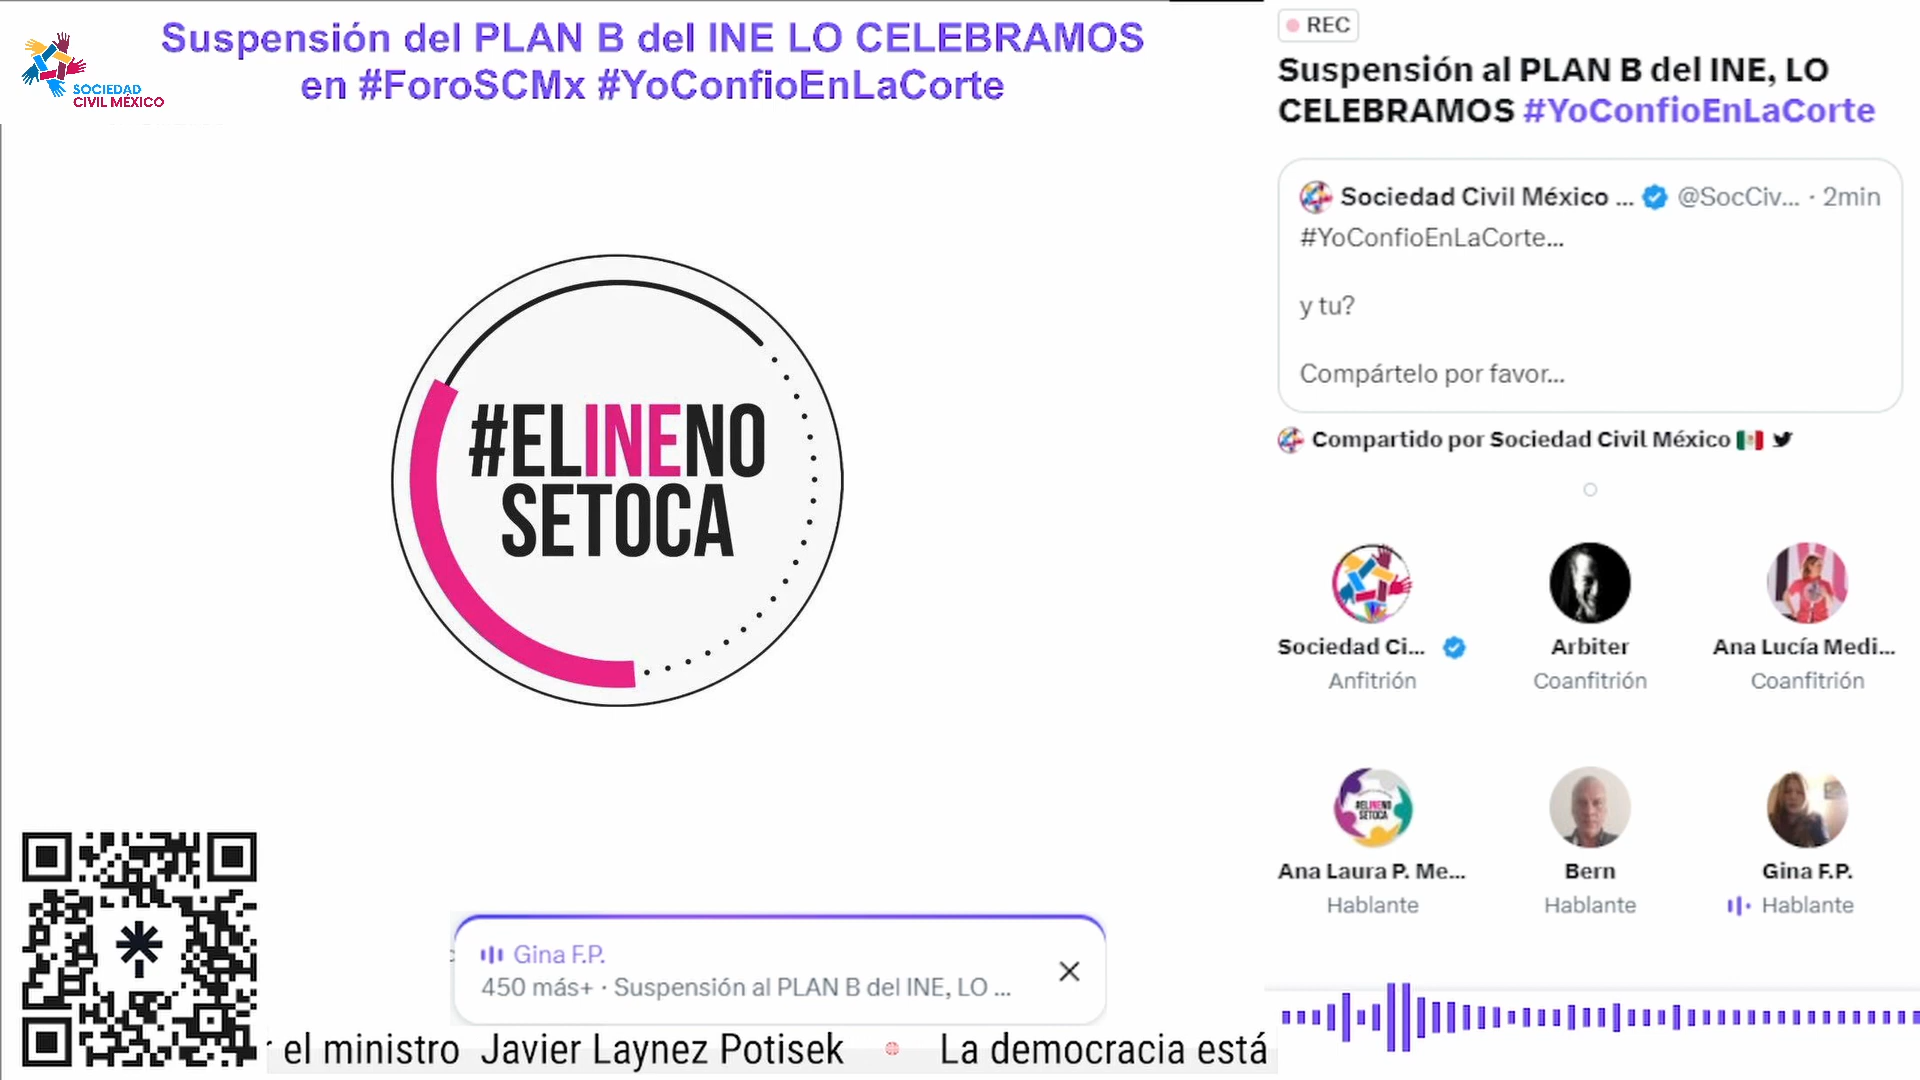 SOCIEDAD
CIVIL MÉXICO
Suspensión del PLAN B del INE LO CELEBRAMOS
en #ForoSCMx #YoConfioEnLaCorte
#ELINENO
SETOCA
Gina F.P.
450 más+ · Suspensión al PLAN B del INE, LO ...
el ministro Javier Laynez Potisek
La democracia está
REC
Suspensión al PLAN B del INE, LO
CELEBRAMOS #YoConfioEnLaCorte
Sociedad Civil México ... @SocCiv... · 2min
#YoConfioEnLaCorte...
y tu?
Compártelo por favor...
Compartido por Sociedad Civil México
Sociedad Ci...
Anfitrión
Arbiter
Coanfitrión
Ana Lucía Medi...
Coanfitrión
#ELINENO
SETOCA
Ana Laura P. Me...
Hablante
Bern
Hablante
Gina F.P.
Hablante